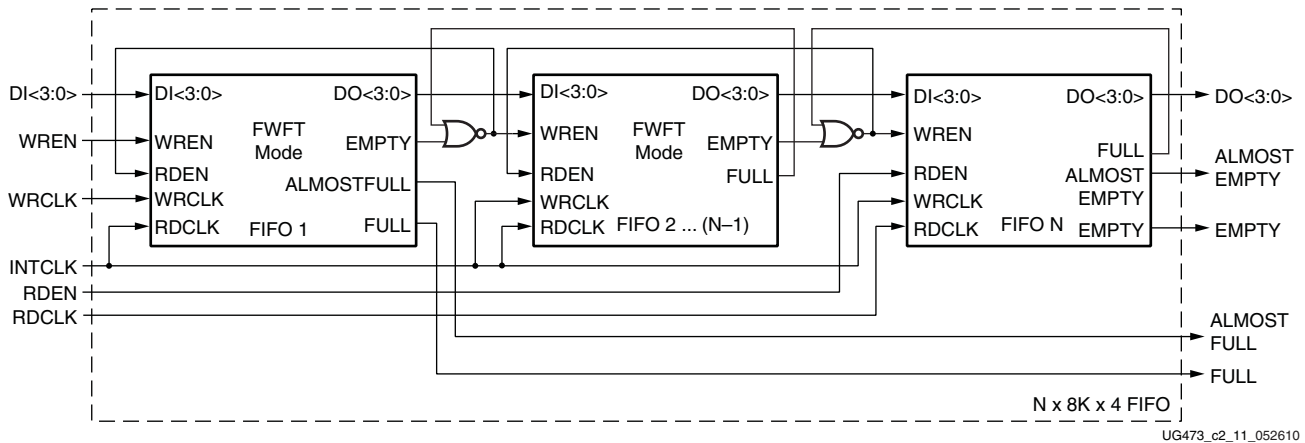 DI<3:0>
WREN
WRCLK
INTCLK
RDEN
RDCLK
DI<3:0>
DO<3:0>
FWFT
Mode
WREN
EMPTY
RDEN
ALMOSTFULL
WRCLK
RDCLK
FIFO 1
FULL
DI<3:0>
DO<3:0>
FWFT
Mode
WREN
EMPTY
RDEN
FULL
WRCLK
RDCLK
FIFO 2 ... (N–1)
DI<3:0>
DO<3:0>
WREN
FULL
RDEN
ALMOST
EMPTY
WRCLK
RDCLK
FIFO N
EMPTY
DO<3:0>
ALMOST
EMPTY
EMPTY
ALMOST
FULL
FULL
N x 8K x 4 FIFO
UG473_c2_11_052610